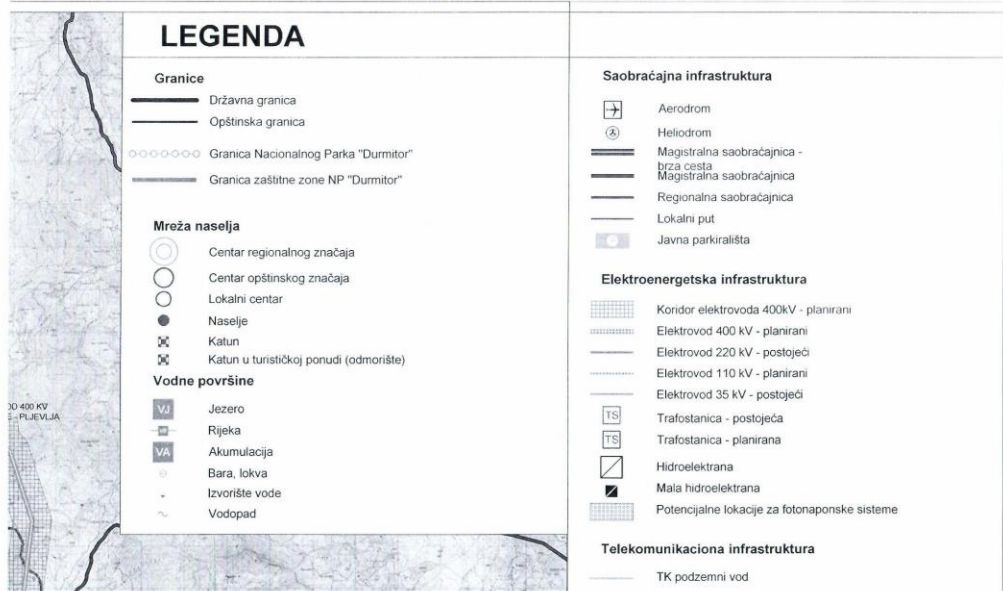 LEGENDA
Granice
Državna granica
Opštinska granica
Granica Nacionalnog Parka "Durmitor"
Granica zaštitne zone NP "Durmitor"
Mreža naselja
Centar regionalnog značaja
Centar opštinskog značaja
Lokalni centar
Naselje
Katun
Katun u turističkoj ponudi (odmorište)
Vodne površine
VJ Jezero
Rijeka
VA Akumulacija
Bara, lokva
Izvorište vode
Vodopad
OD 400 KV
PLJEVLJA
Saobraćajna infrastruktura
Aerodrom
Heliodrom
Magistralna saobraćajnica -
brza cesta
Magistralna saobraćajnica
Regionalna saobraćajnica
Lokalni put
Javna parkirališta
Elektroenergetska infrastruktura
Koridor elektrovoda 400kV - planirani
Elektrovod 400 kV - planirani
Elektrovod 220 kV - postojeći
Elektrovod 110 kV - planirani
Elektrovod 35 kV - postojeći
TS Trafostanica - postojeća
TS Trafostanica - planirana
Hidroelektrana
Mala hidroelektrana
Potencijalne lokacije za fotonaponske sisteme
Telekomunikaciona infrastruktura
TK podzemni vod